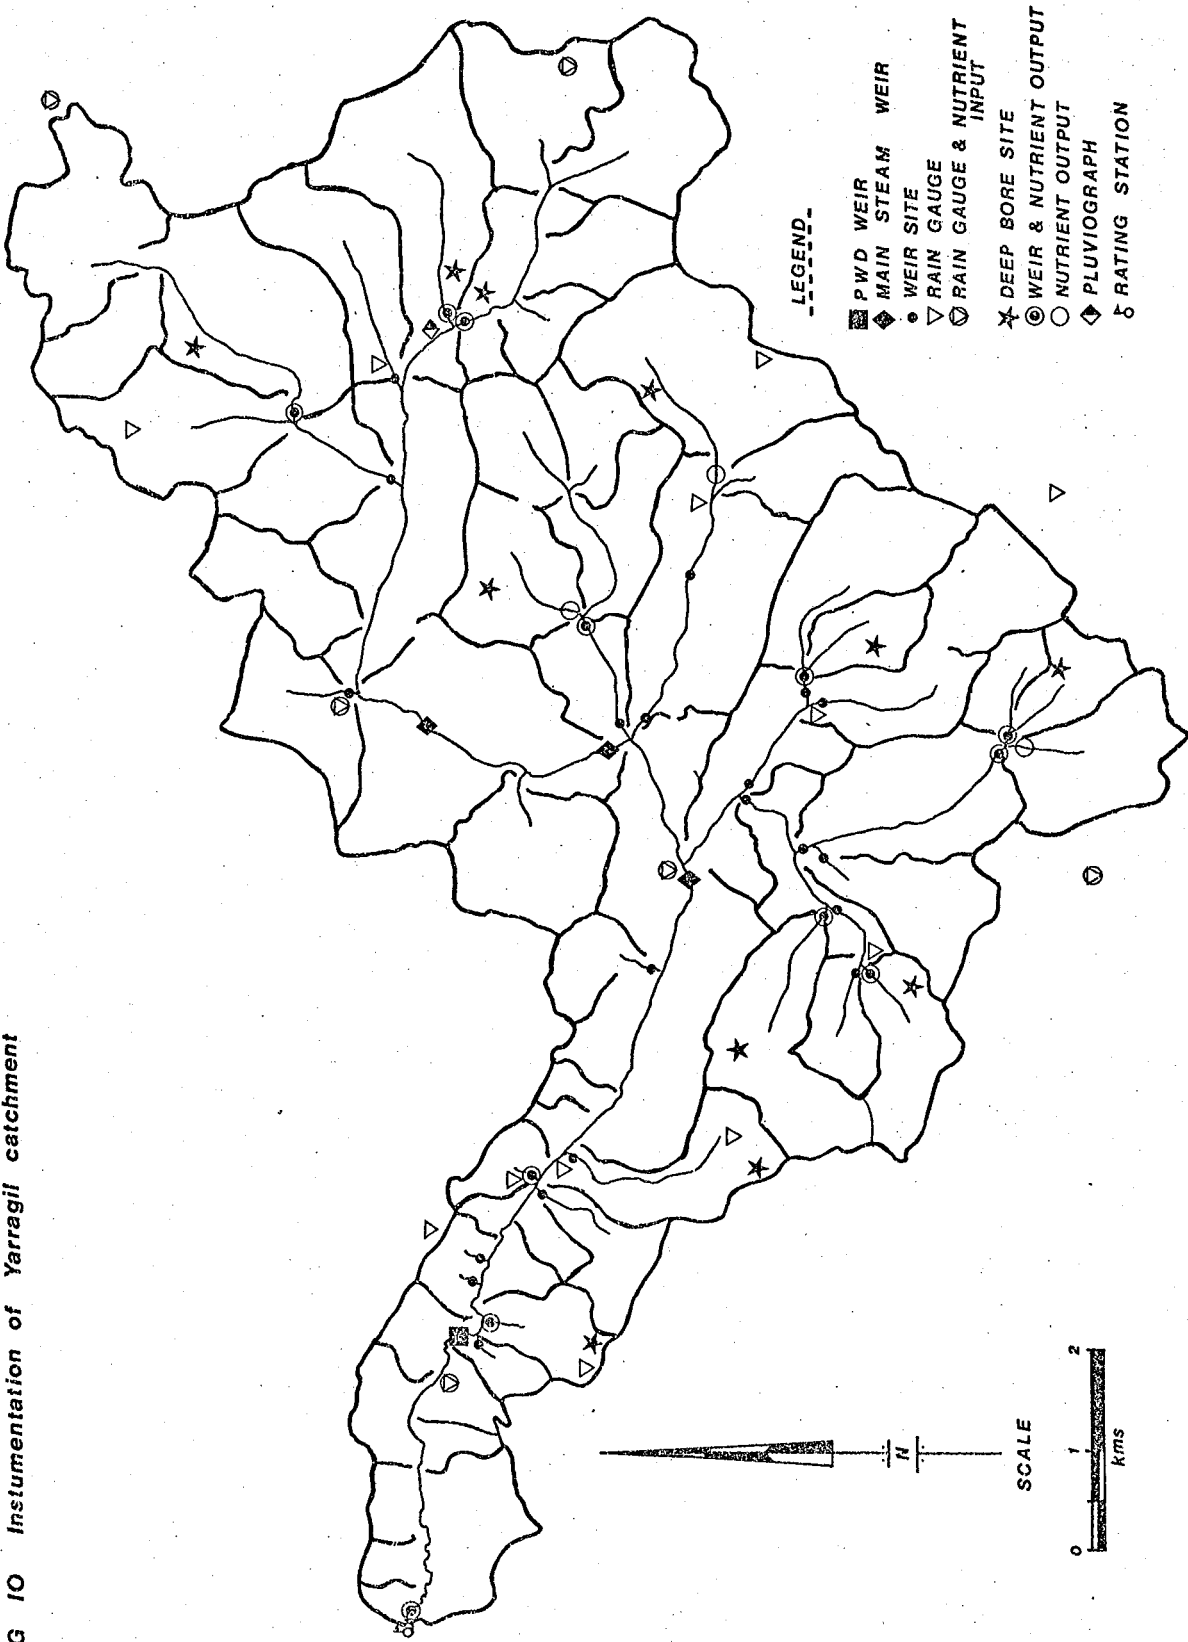 G 10 Instumentation of Yarragil catchment
LEGEND
PWD WEIR
MAIN STEAM WEIR
WEIR SITE
RAIN GAUGE
RAIN GAUGE & NUTRIENT
INPUT
DEEP BORE SITE
WEIR & NUTRIENT OUTPUT
NUTRIENT OUTPUT
PLUVIOGRAPH
RATING STATION
N
SCALE
0 1 2
kms